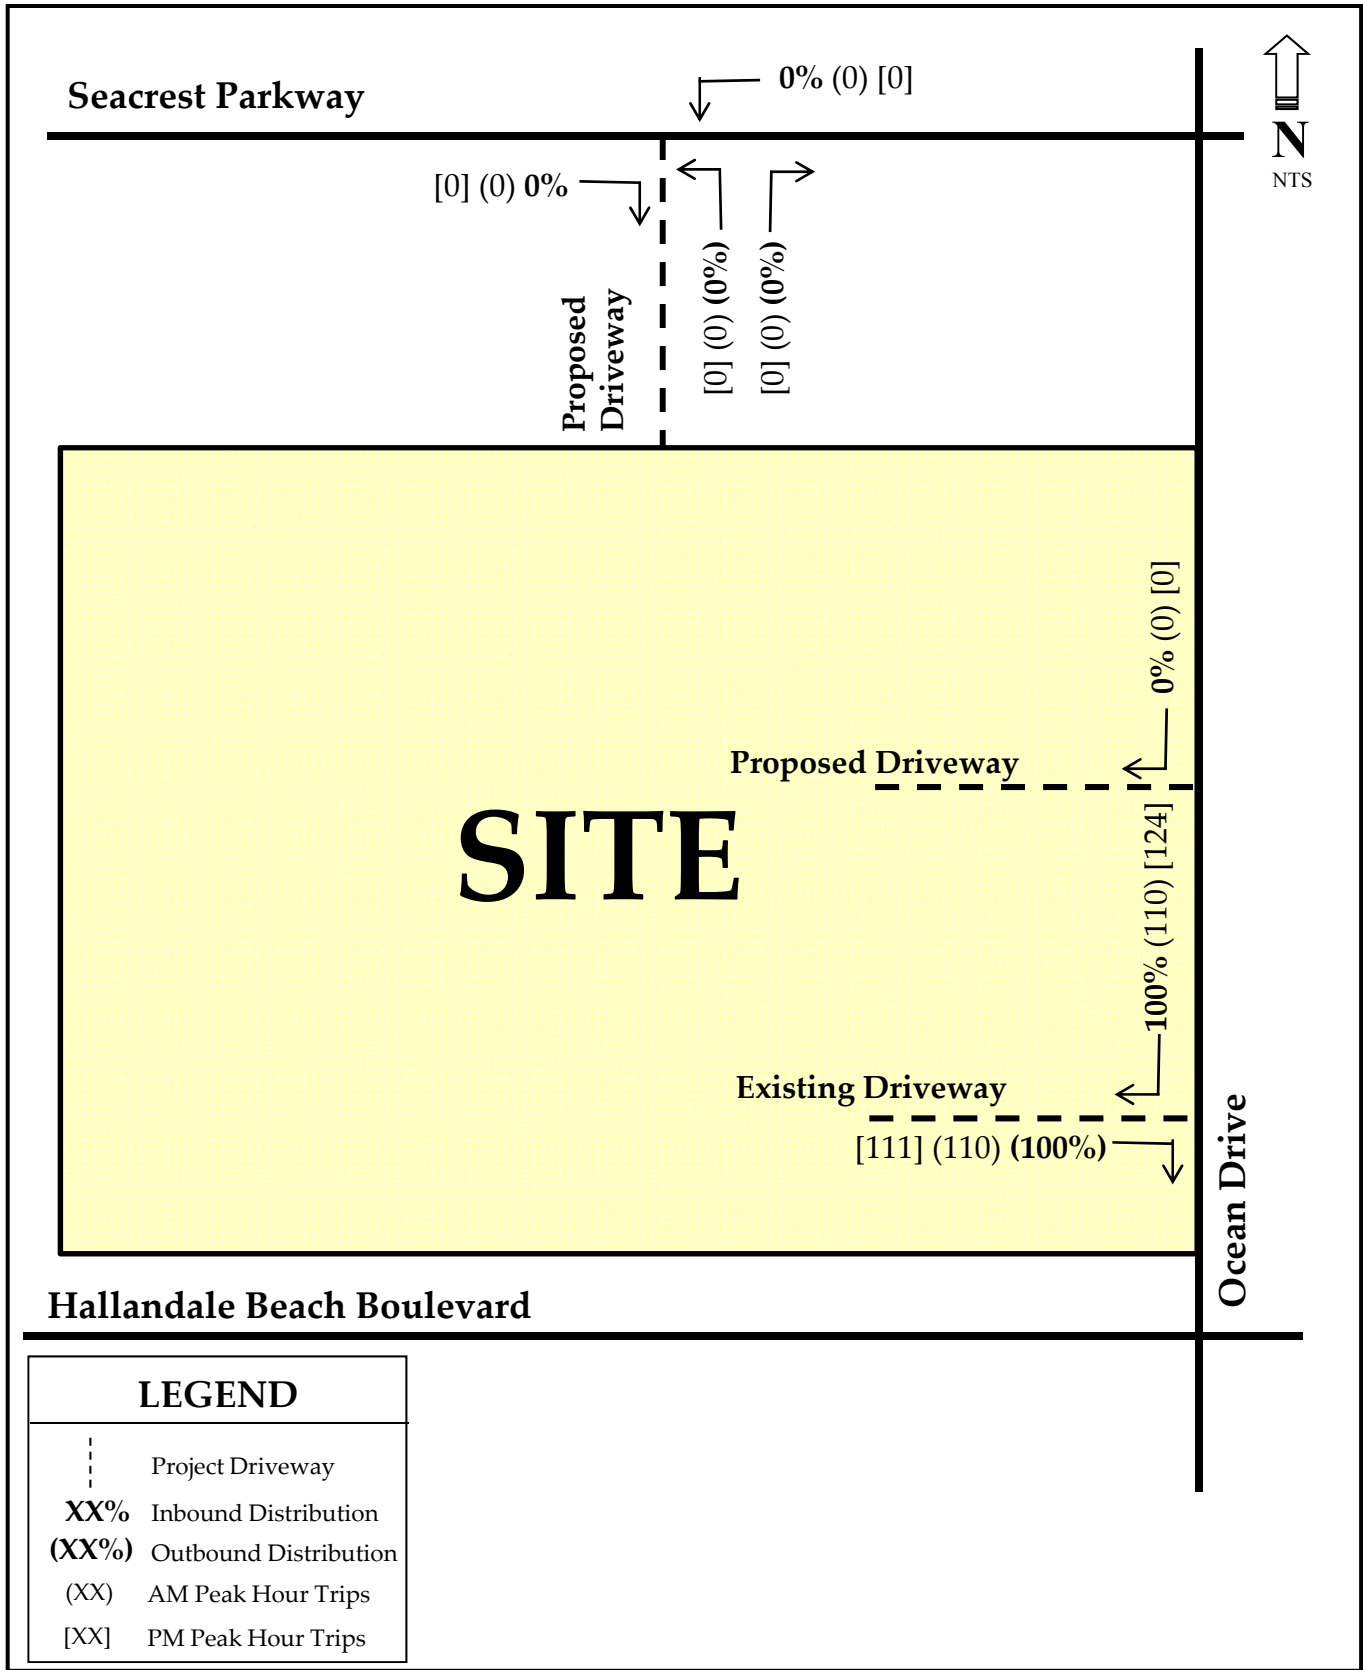 Seacrest Parkway
0% (0) [0]
N
NTS
[0] (0) 0%
[0] (0) (0%)
[0] (0) (0%)
Proposed
Driveway
0% (0) [0]
Proposed Driveway
SITE
100% (110) [124]
Existing Driveway
[111] (110) (100%)
Ocean Drive
Hallandale Beach Boulevard
LEGEND
Project Driveway
XX% Inbound Distribution
(XX%) Outbound Distribution
(XX) AM Peak Hour Trips
[XX] PM Peak Hour Trips